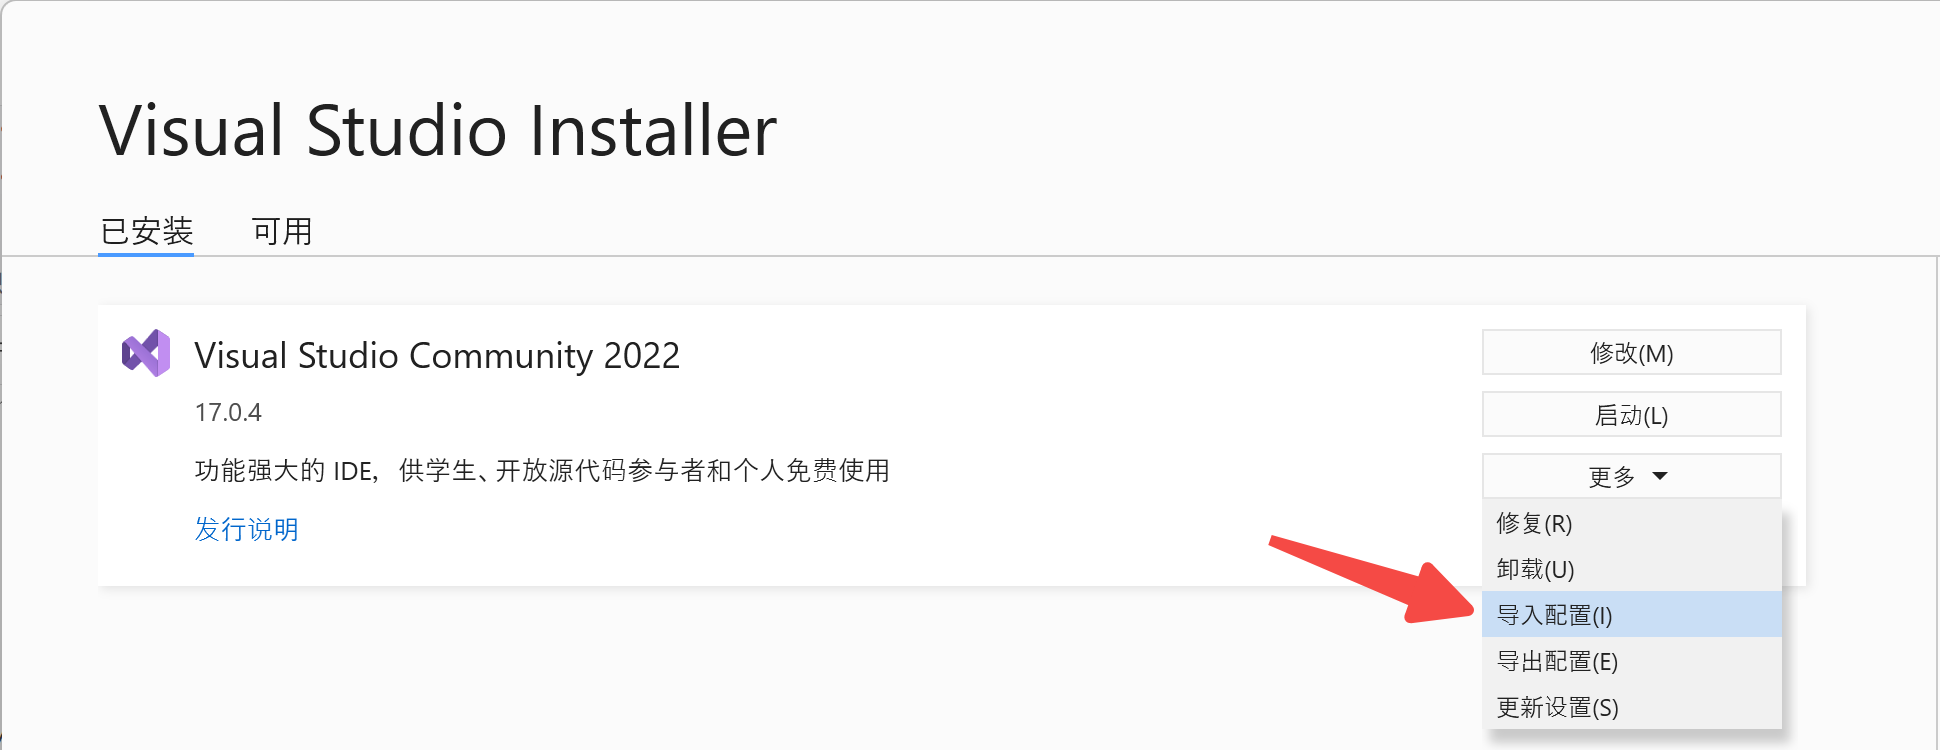 Visual Studio Installer
已安装
可用
Visual Studio Community 2022
17.0.4
功能强大的 IDE，供学生、开放源代码参与者和个人免费使用
发行说明
修改(M)
启动(L)
更多
修复(R)
卸载(U)
导入配置(I)
导出配置(E)
更新设置(S)